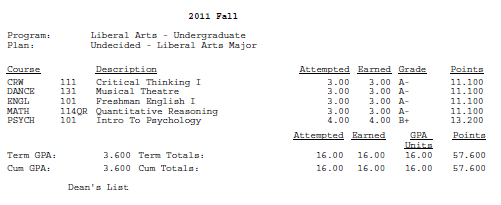 2011 Fall
Program: Liberal Arts - Undergraduate
Plan: Undecided - Liberal Arts Major
Course Description Attempted Earned Grade Points
CRW 111 Critical Thinking I 3.00 3.00 A- 11.100
DANCE 131 Musical Theatre 3.00 3.00 A- 11.100
ENGL 101 Freshman English I 3.00 3.00 A- 11.100
MATH 114QR Quantitative Reasoning 3.00 3.00 A- 11.100
PSYCH 101 Intro To Psychology 4.00 4.00 B+ 13.200
Attempted Earned GPA Units Points
Term GPA: 3.600 Term Totals: 16.00 16.00 16.00 57.600
Cum GPA: 3.600 Cum Totals: 16.00 16.00 16.00 57.600
Dean's List